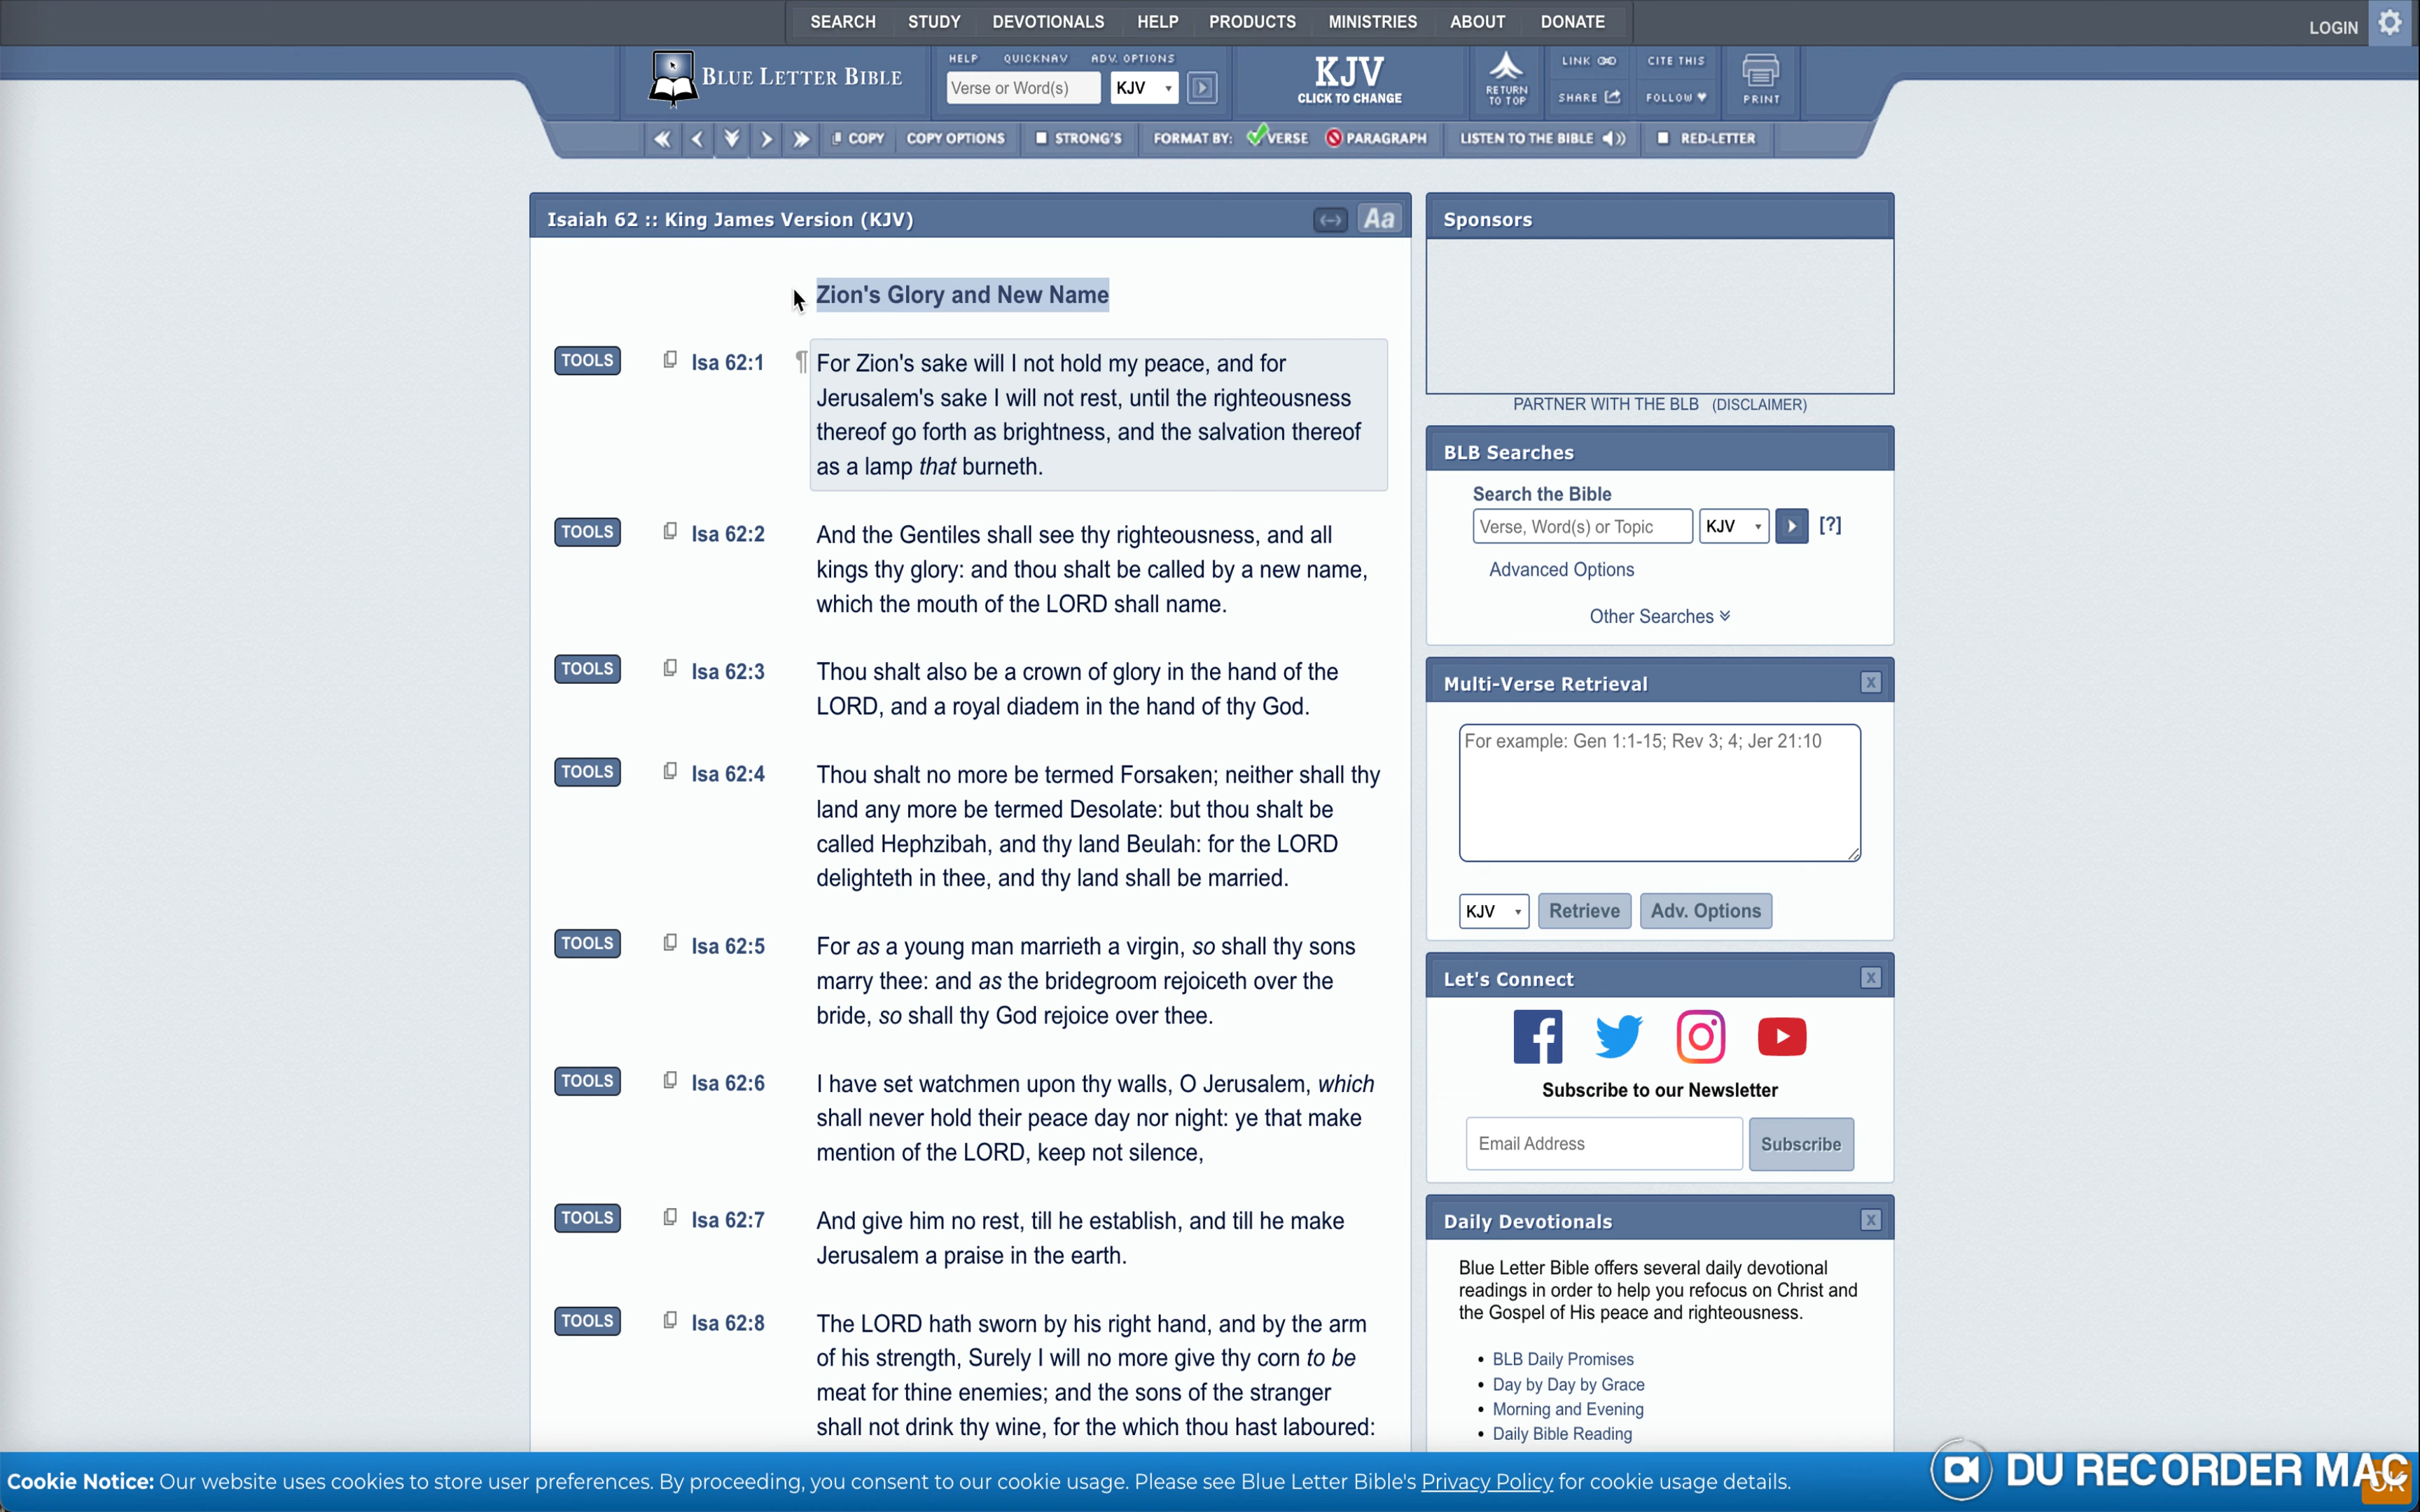 SEARCH STUDY DEVOTIONALS HELP PRODUCTS MINISTRIES ABOUT DONATE
LOGIN
BLUE LETTER BIBLE
HELP QUICKNAV ADV. OPTIONS
Verse or Word(s) KJV
KJV
CLICK TO CHANGE
RETURN
TO TOP
LINK
SHARE
CITE THIS
FOLLOW
PRINT
COPY COPY OPTIONS STRONG'S FORMAT BY: VERSE PARAGRAPH LISTEN TO THE BIBLE RED-LETTER
Isaiah 62 :: King James Version (KJV) Aa
Zion's Glory and New Name
TOOLS Isa 62:1 ¶ For Zion's sake will I not hold my peace, and for
Jerusalem's sake I will not rest, until the righteousness
thereof go forth as brightness, and the salvation thereof
as a lamp that burneth.
TOOLS Isa 62:2 And the Gentiles shall see thy righteousness, and all
kings thy glory: and thou shalt be called by a new name,
which the mouth of the LORD shall name.
TOOLS Isa 62:3 Thou shalt also be a crown of glory in the hand of the
LORD, and a royal diadem in the hand of thy God.
TOOLS Isa 62:4 Thou shalt no more be termed Forsaken; neither shall thy
land any more be termed Desolate: but thou shalt be
called Hephzibah, and thy land Beulah: for the LORD
delighteth in thee, and thy land shall be married.
TOOLS Isa 62:5 For as a young man marrieth a virgin, so shall thy sons
marry thee: and as the bridegroom rejoiceth over the
bride, so shall thy God rejoice over thee.
TOOLS Isa 62:6 I have set watchmen upon thy walls, O Jerusalem, which
shall never hold their peace day nor night: ye that make
mention of the LORD, keep not silence,
TOOLS Isa 62:7 And give him no rest, till he establish, and till he make
Jerusalem a praise in the earth.
TOOLS Isa 62:8 The LORD hath sworn by his right hand, and by the arm
of his strength, Surely I will no more give thy corn to be
meat for thine enemies; and the sons of the stranger
shall not drink thy wine, for the which thou hast laboured:
Sponsors
PARTNER WITH THE BLB (DISCLAIMER)
BLB Searches
Search the Bible
Verse, Word(s) or Topic KJV [?]
Advanced Options
Other Searches
Multi-Verse Retrieval X
For example: Gen 1:1-15; Rev 3; 4; Jer 21:10
KJV Retrieve Adv. Options
Let's Connect X
Subscribe to our Newsletter
Email Address Subscribe
Daily Devotionals X
Blue Letter Bible offers several daily devotional
readings in order to help you refocus on Christ and
the Gospel of His peace and righteousness.
• BLB Daily Promises
• Day by Day by Grace
• Morning and Evening
• Daily Bible Reading
Cookie Notice: Our website uses cookies to store user preferences. By proceeding, you consent to our cookie usage. Please see Blue Letter Bible's Privacy Policy for cookie usage details.
DU RECORDER MAC
OK